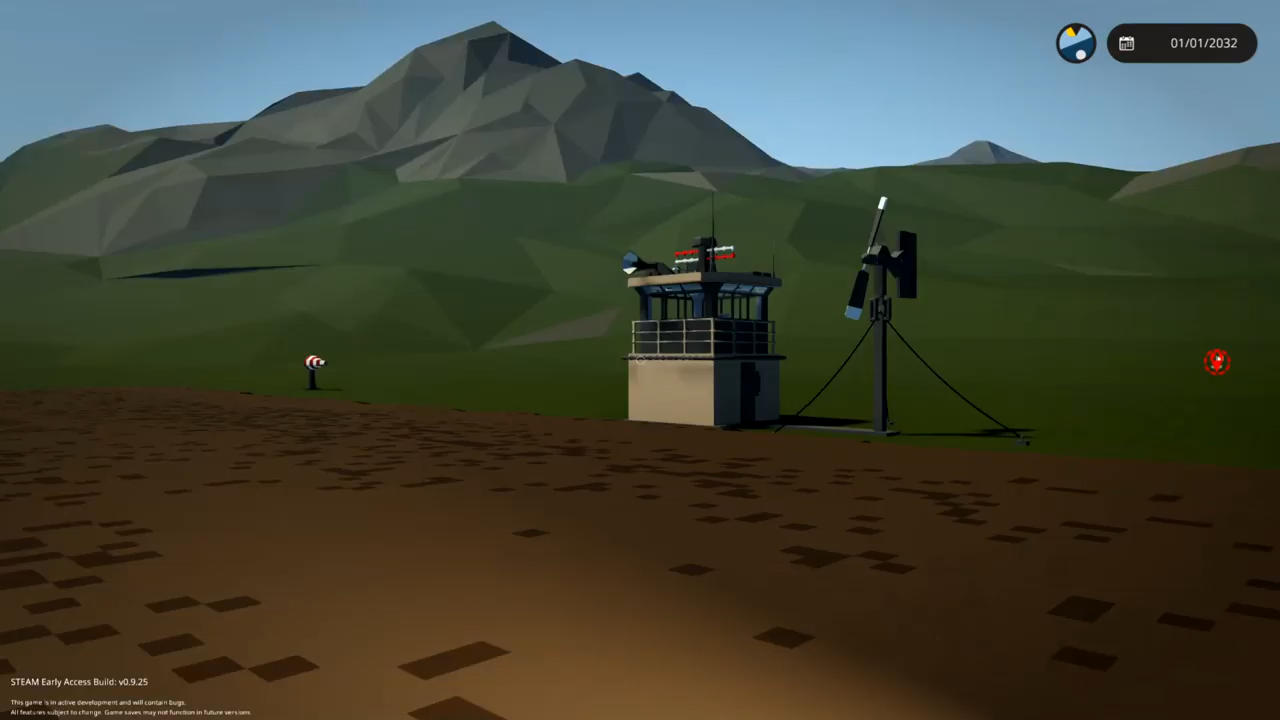 01/01/2032
STEAM Early Access Build: v0.9.25
This game is in active development and will contain bugs.
All features subject to change. Game saves may not function in future versions.